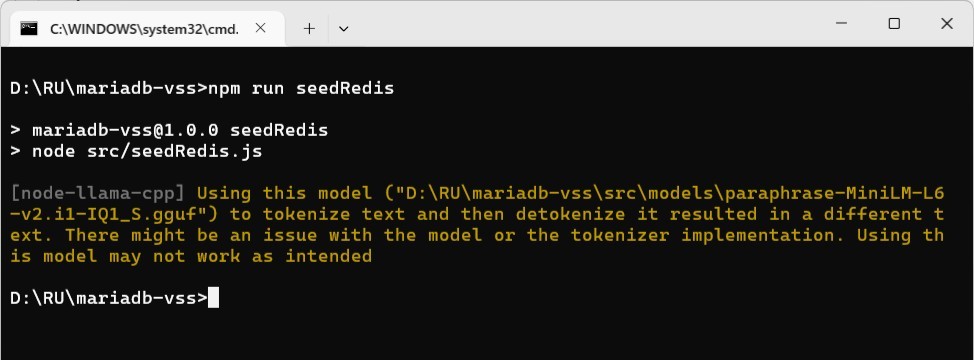 C:\WINDOWS\system32\cmd.
D:\RU\mariadb-vss>npm run seedRedis
> mariadb-vss@1.0.0 seedRedis
> node src/seedRedis.js
[node-llama-cpp] Using this model ("D:\RU\mariadb-vss\src\models\paraphrase-MiniLM-L6
-v2.i1-IQ1_S.gguf") to tokenize text and then detokenize it resulted in a different t
ext. There might be an issue with the model or the tokenizer implementation. Using th
is model may not work as intended
D:\RU\mariadb-vss>